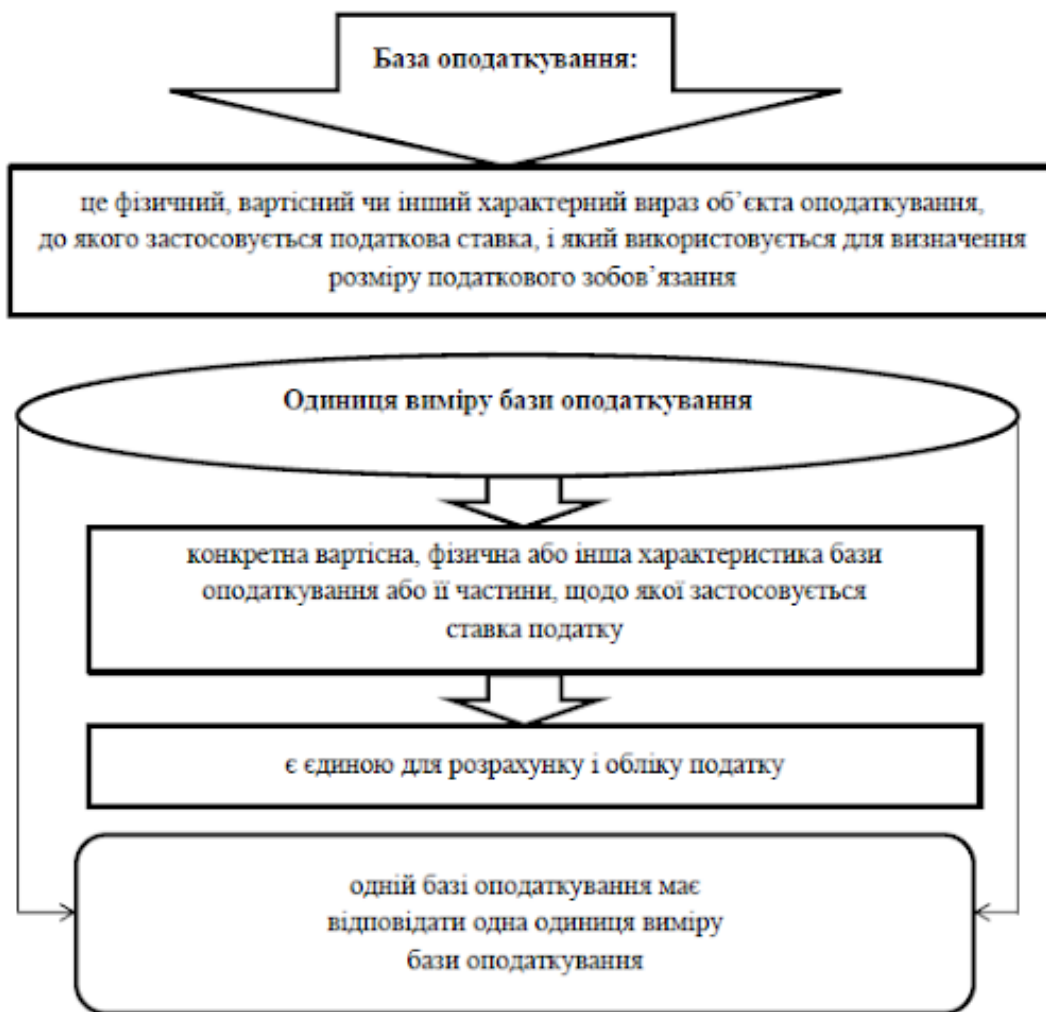 База оподаткування:
це фізичний, вартісний чи інший характерний вираз об’єкта оподаткування,
до якого застосовується податкова ставка, і який використовується для визначення
розміру податкового зобов’язання
Одиниця виміру бази оподаткування
конкретна вартісна, фізична або інша характеристика бази
оподаткування або її частини, щодо якої застосовується
ставка податку
є єдиною для розрахунку і обліку податку
одній базі оподаткування має
відповідати одна одиниця виміру
бази оподаткування